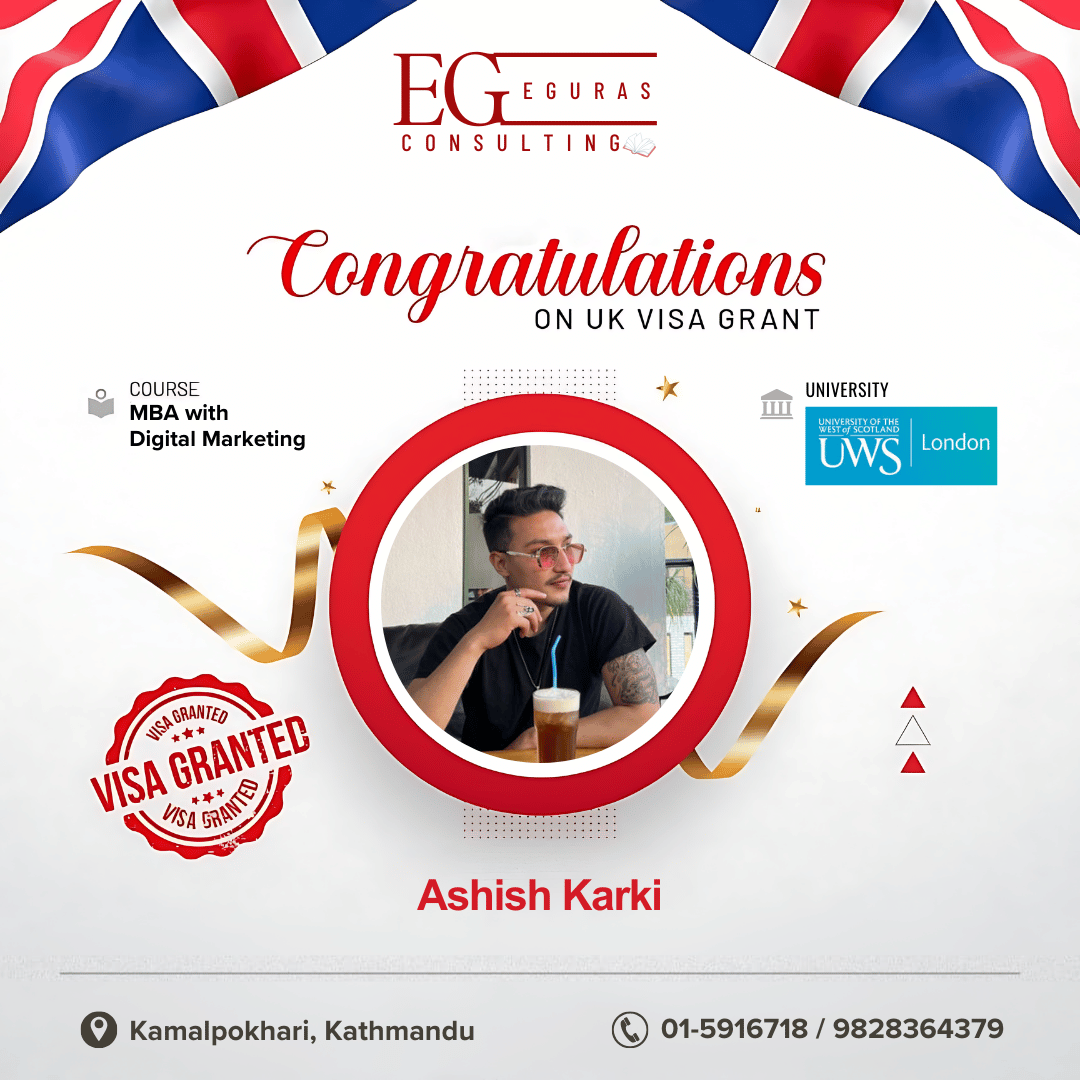 EG EGURAS
CONSULTING
Congratulations
ON UK VISA GRANT
COURSE
MBA with
Digital Marketing
UNIVERSITY
UNIVERSITY OF THE
WEST of SCOTLAND
UWS London
VISA GRANTED
VISA GRANTED
VISA GRANTED
Ashish Karki
Kamalpokhari, Kathmandu
01-5916718 / 9828364379